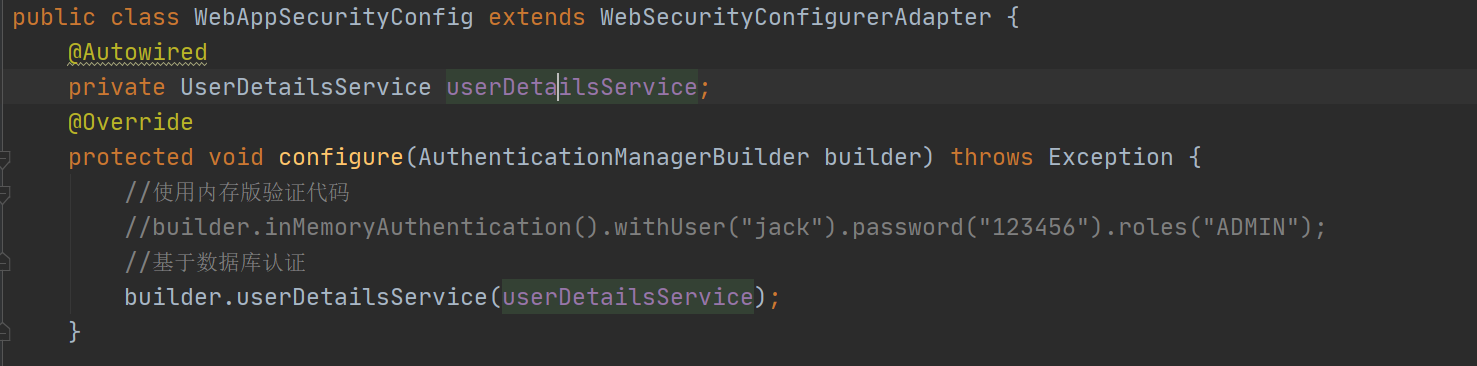 public class WebAppSecurityConfig extends WebSecurityConfigurerAdapter {
@Autowired
private UserDetailsService userDetailsService;
@Override
protected void configure(AuthenticationManagerBuilder builder) throws Exception {
//使用内存版验证代码
//builder.inMemoryAuthentication().withUser("jack").password("123456").roles("ADMIN");
//基于数据库认证
builder.userDetailsService(userDetailsService);
}